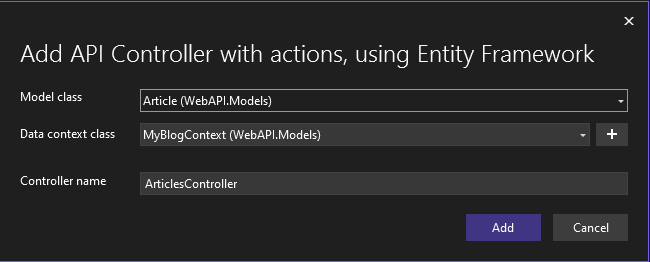 Add API Controller with actions, using Entity Framework
Model class
Article (WebAPI.Models)
Data context class
MyBlogContext (WebAPI.Models)
Controller name
ArticlesController
Add
Cancel